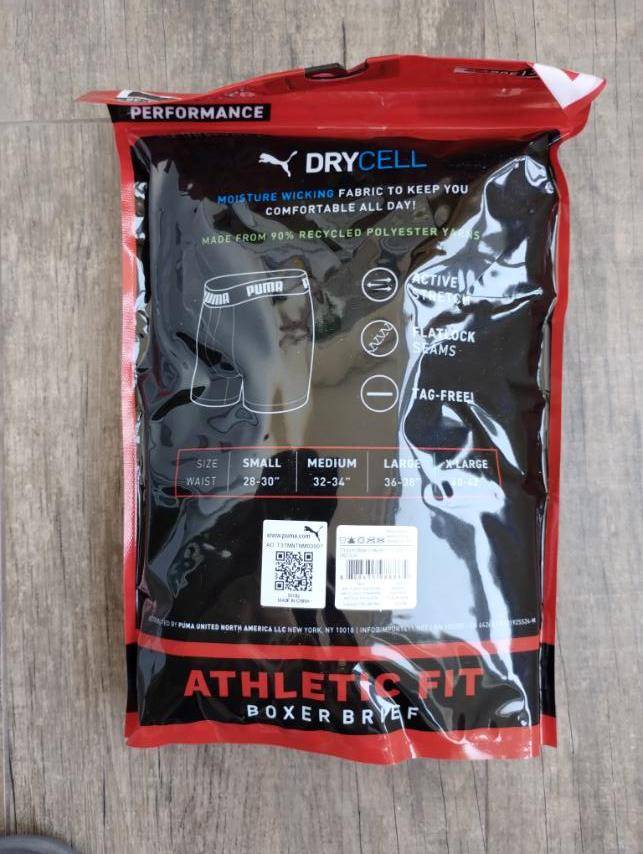 PERFORMANCE
DRYCELL
MOISTURE WICKING FABRIC TO KEEP YOU
COMFORTABLE ALL DAY!
MADE FROM 90% RECYCLED POLYESTER YARNS
PUMA
ACTIVE
STRETCH
FLATLOCK
SEAMS
TAG-FREE!
SIZE SMALL MEDIUM LARGE X LARGE
WAIST 28-30" 32-34" 36-38"
www.puma.com
MADE IN CHINA
BY PUMA UNITED NORTH AMERICA LLC NEW YORK, NY 10018
ATHLETIC FIT
BOXER BRIEF